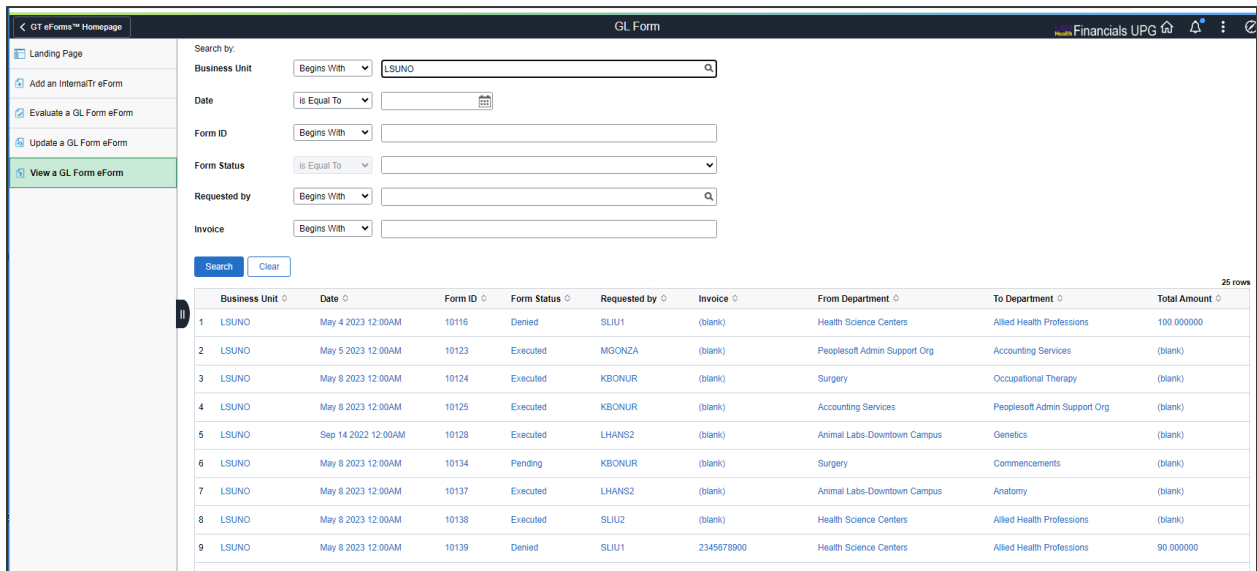 GT eForms™ Homepage
GL Form
Health Financials UPG
Landing Page
Add an InternalTr eForm
Evaluate a GL Form eForm
Update a GL Form eForm
View a GL Form eForm
Search by:
Business Unit Begins With LSUNO
Date is Equal To
Form ID Begins With
Form Status is Equal To
Requested by Begins With
Invoice Begins With
Search Clear
25 rows
Business Unit Date Form ID Form Status Requested by Invoice From Department To Department Total Amount
1 LSUNO May 4 2023 12:00AM 10116 Denied SLIU1 (blank) Health Science Centers Allied Health Professions 100.000000
2 LSUNO May 5 2023 12:00AM 10123 Executed MGONZA (blank) Peoplesoft Admin Support Org Accounting Services (blank)
3 LSUNO May 8 2023 12:00AM 10124 Executed KBONUR (blank) Surgery Occupational Therapy (blank)
4 LSUNO May 8 2023 12:00AM 10125 Executed KBONUR (blank) Accounting Services Peoplesoft Admin Support Org (blank)
5 LSUNO Sep 14 2022 12:00AM 10128 Executed LHANS2 (blank) Animal Labs-Downtown Campus Genetics (blank)
6 LSUNO May 8 2023 12:00AM 10134 Pending KBONUR (blank) Surgery Commencements (blank)
7 LSUNO May 8 2023 12:00AM 10137 Executed LHANS2 (blank) Animal Labs-Downtown Campus Anatomy (blank)
8 LSUNO May 8 2023 12:00AM 10138 Executed SLIU2 (blank) Health Science Centers Allied Health Professions (blank)
9 LSUNO May 8 2023 12:00AM 10139 Denied SLIU1 2345678900 Health Science Centers Allied Health Professions 90.000000